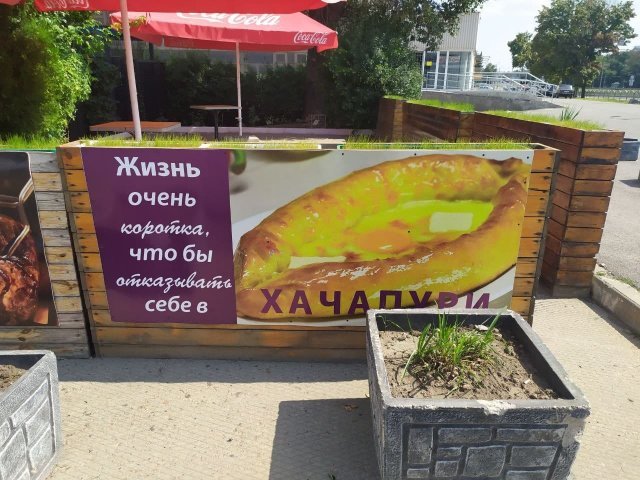 Coca-Cola
Coca-Cola
Жизнь
очень
коротка,
что бы
отказывать
себе в
ХАЧАПУРИ